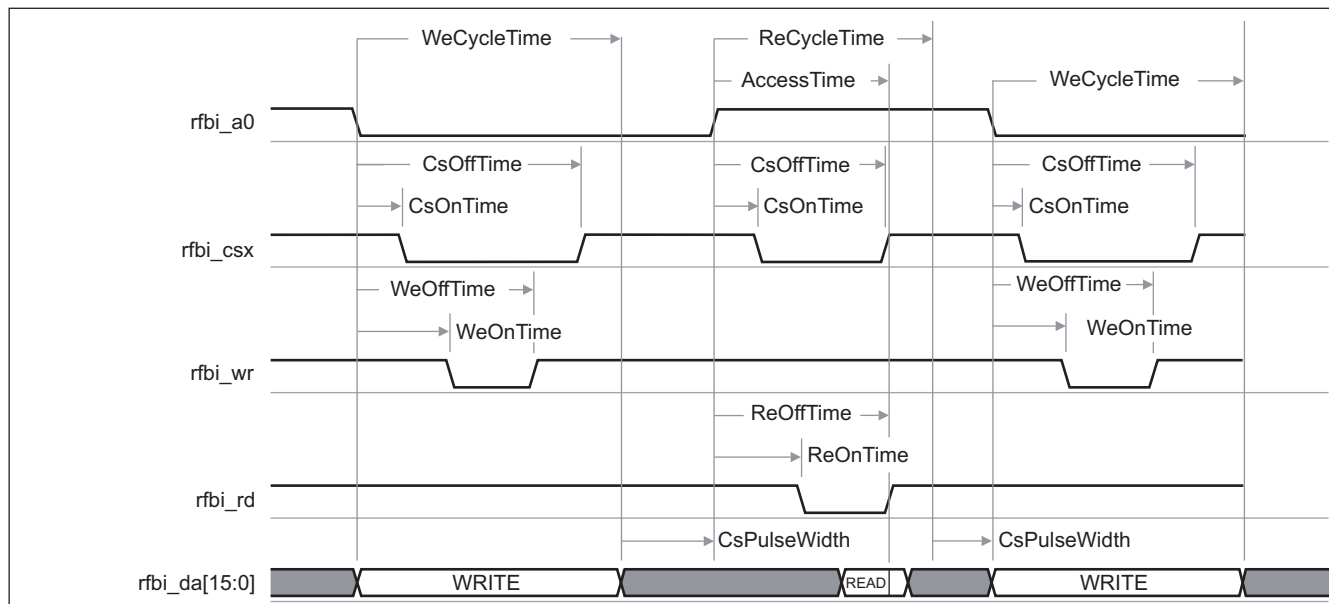 WeCycleTime ReCycleTime
AccessTime WeCycleTime
rfbi_a0
CsOffTime CsOffTime CsOffTime
CsOnTime CsOnTime CsOnTime
rfbi_csx
WeOffTime WeOffTime
WeOnTime WeOnTime
rfbi_wr
ReOffTime
ReOnTime
rfbi_rd
CsPulseWidth CsPulseWidth
rfbi_da[15:0] WRITE READ WRITE